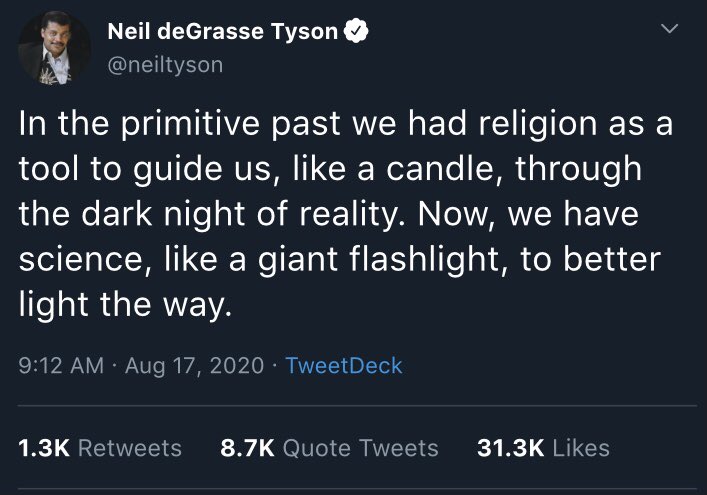 Neil deGrasse Tyson
@neiltyson
In the primitive past we had religion as a
tool to guide us, like a candle, through
the dark night of reality. Now, we have
science, like a giant flashlight, to better
light the way.
9:12 AM · Aug 17, 2020 · TweetDeck
1.3K Retweets 8.7K Quote Tweets 31.3K Likes